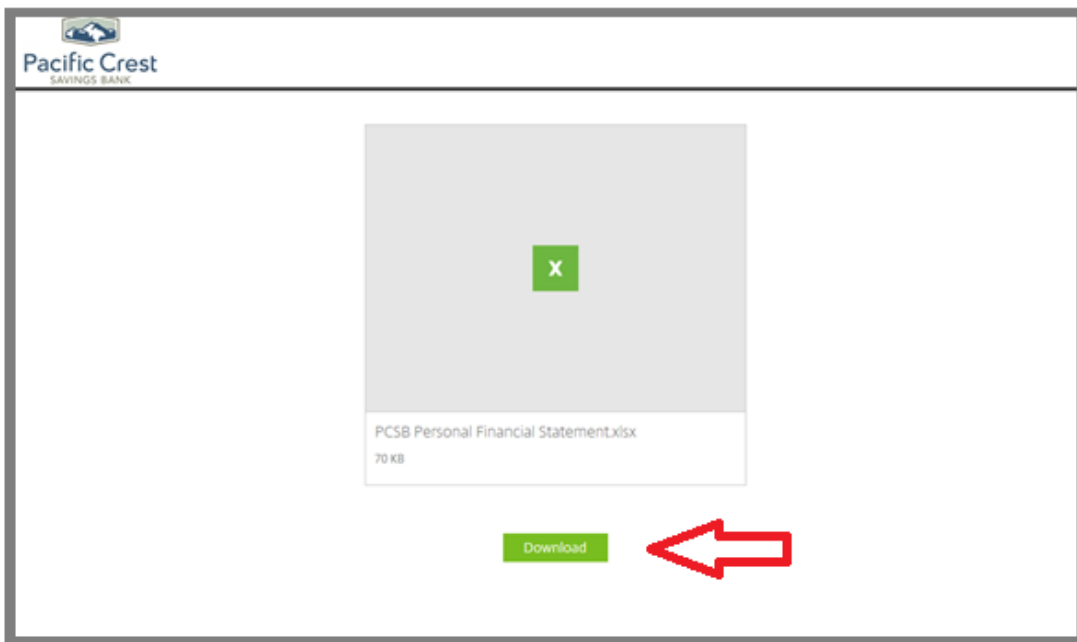 Pacific Crest
SAVINGS BANK
X
PCSB Personal Financial Statement.xlsx
70 KB
Download